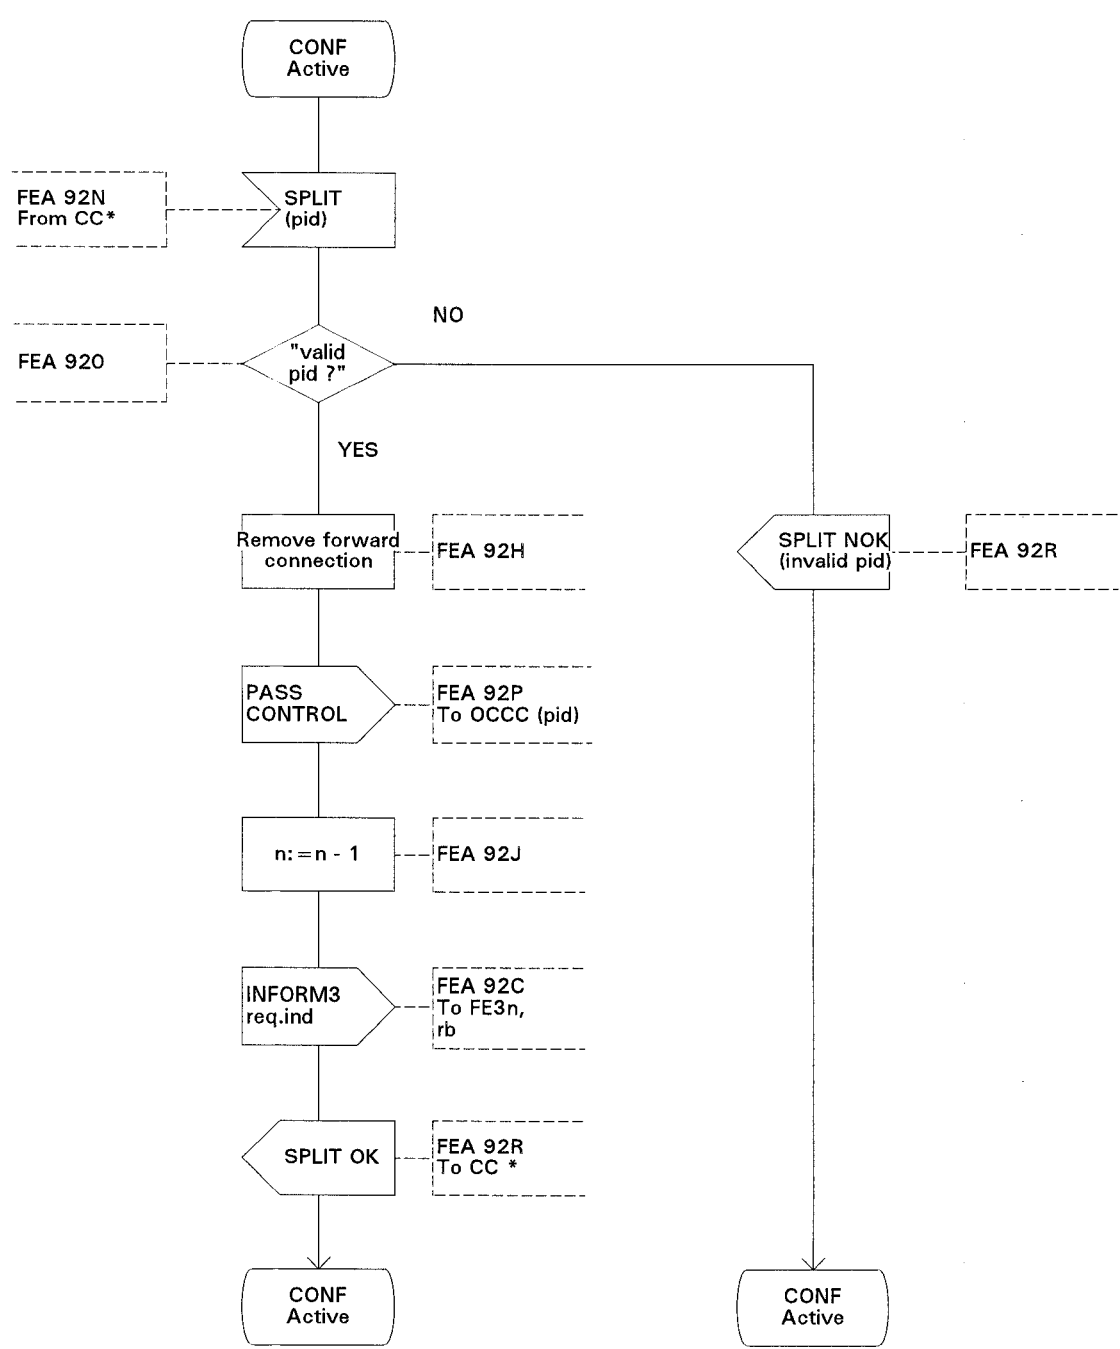 CONF
Active
FEA 92N
From CC*
SPLIT
(pid)
NO
FEA 92O
"valid
pid ?"
YES
Remove forward
connection
FEA 92H
SPLIT NOK
(invalid pid)
FEA 92R
PASS
CONTROL
FEA 92P
To OCCC (pid)
n:=n - 1
FEA 92J
INFORM3
req.ind
FEA 92C
To FE3n,
rb
SPLIT OK
FEA 92R
To CC *
CONF
Active
CONF
Active